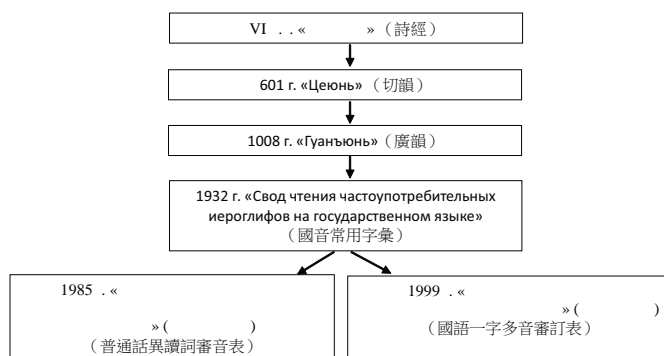 VI . . « » (詩經)
601 г. «Цеюнь» (切韻)
1008 г. «Гуанъюнь» (廣韻)
1932 г. «Свод чтения частоупотребительных
иероглифов на государственном языке»
(國音常用字彙)
1985 . «
» ( )
(普通話異讀詞審音表)
1999 . «
» ( )
(國語一字多音審訂表)